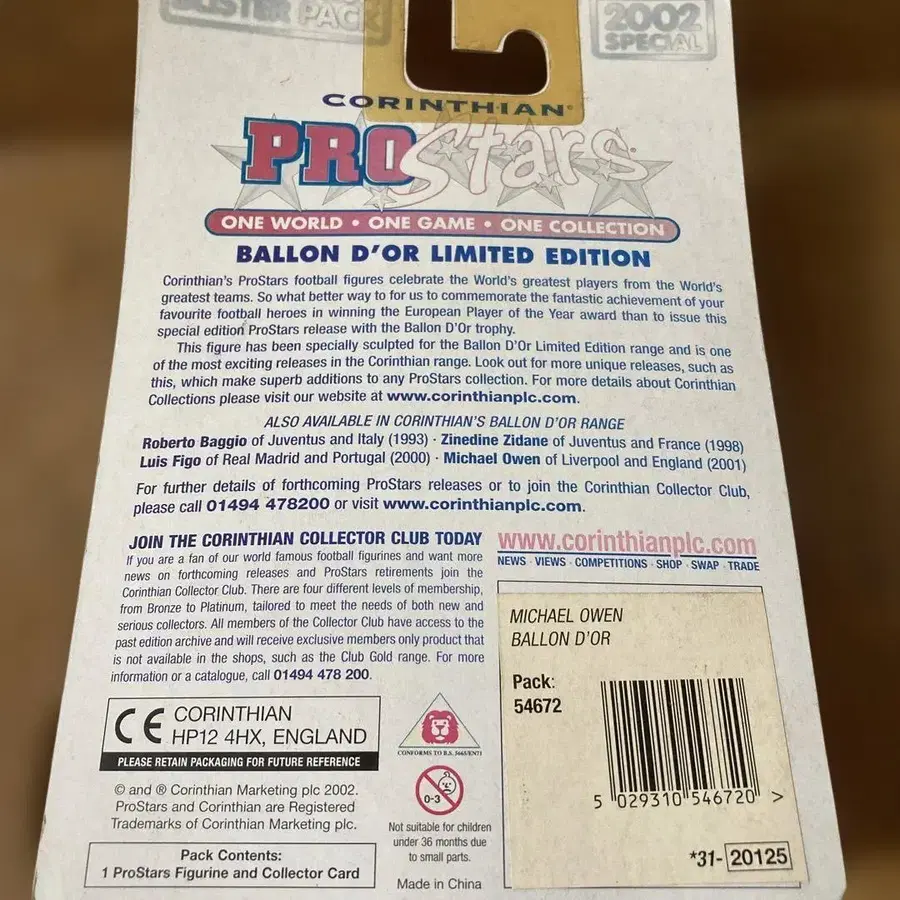 BLISTER PACK
2002
SPECIAL
CORINTHIAN®
PROStars®
ONE WORLD • ONE GAME • ONE COLLECTION
BALLON D'OR LIMITED EDITION
Corinthian's ProStars football figures celebrate the World's greatest players from the World's
greatest teams. So what better way to for us to commemorate the fantastic achievement of your
favourite football heroes in winning the European Player of the Year award than to issue this
special edition ProStars release with the Ballon D'Or trophy.
This figure has been specially sculpted for the Ballon D'Or Limited Edition range and is one
of the most exciting releases in the Corinthian range. Look out for more unique releases, such as
this, which make superb additions to any ProStars collection. For more details about Corinthian
Collections please visit our website at www.corinthianplc.com.
ALSO AVAILABLE IN CORINTHIAN'S BALLON D'OR RANGE
Roberto Baggio of Juventus and Italy (1993) · Zinedine Zidane of Juventus and France (1998)
Luis Figo of Real Madrid and Portugal (2000) · Michael Owen of Liverpool and England (2001)
For further details of forthcoming ProStars releases or to join the Corinthian Collector Club,
please call 01494 478200 or visit www.corinthianplc.com.
JOIN THE CORINTHIAN COLLECTOR CLUB TODAY
If you are a fan of our world famous football figurines and want more
news on forthcoming releases and ProStars retirements join the
Corinthian Collector Club. There are four different levels of membership,
from Bronze to Platinum, tailored to meet the needs of both new and
serious collectors. All members of the Collector Club have access to the
past edition archive and will receive exclusive members only product that
is not available in the shops, such as the Club Gold range. For more
information or a catalogue, call 01494 478 200.
www.corinthianplc.com
NEWS · VIEWS · COMPETITIONS · SHOP · SWAP · TRADE
MICHAEL OWEN
BALLON D'OR
Pack:
54672
5 029310 546720 >
*31- 20125
CE CORINTHIAN
HP12 4HX, ENGLAND
PLEASE RETAIN PACKAGING FOR FUTURE REFERENCE
© and ® Corinthian Marketing plc 2002.
ProStars and Corinthian are Registered
Trademarks of Corinthian Marketing plc.
Pack Contents:
1 ProStars Figurine and Collector Card
CONFORMS TO B.S. 5665/EN71
0-3
Not suitable for children
under 36 months due
to small parts.
Made in China